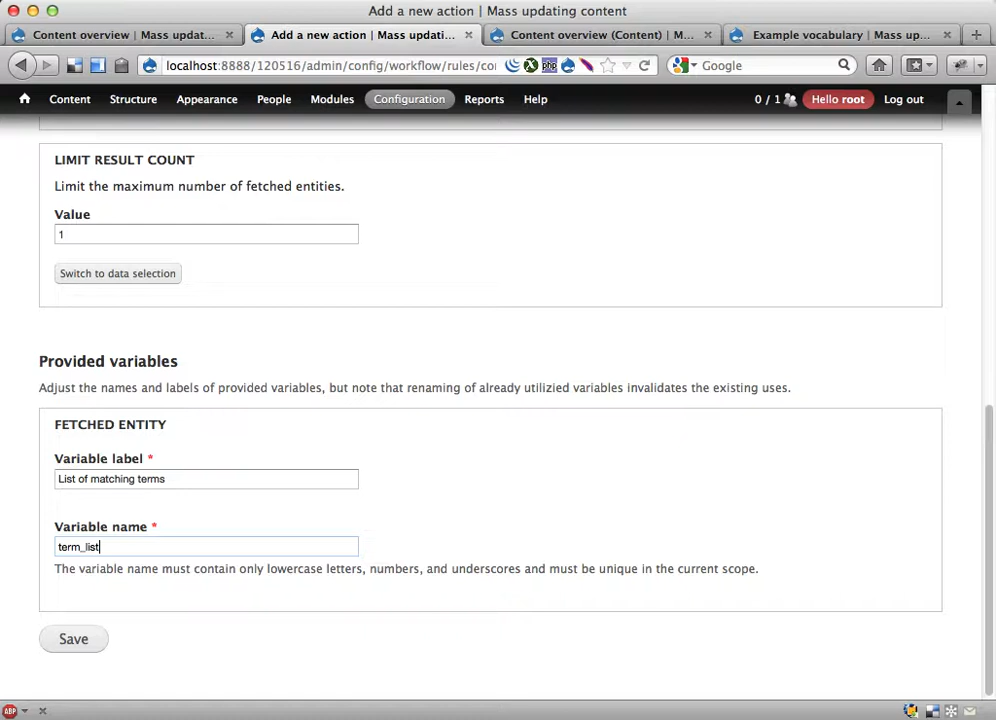 Add a new action | Mass updating content
Content overview | Mass updat...
Add a new action | Mass updati...
Content overview (Content) | M...
Example vocabulary | Mass up...
localhost:8888/120516/admin/config/workflow/rules/co
Google
Content
Structure
Appearance
People
Modules
Configuration
Reports
Help
0 / 1
Hello root
Log out
LIMIT RESULT COUNT
Limit the maximum number of fetched entities.
Value
1
Switch to data selection
Provided variables
Adjust the names and labels of provided variables, but note that renaming of already utilizied variables invalidates the existing uses.
FETCHED ENTITY
Variable label *
List of matching terms
Variable name *
term_list
The variable name must contain only lowercase letters, numbers, and underscores and must be unique in the current scope.
Save
ABP